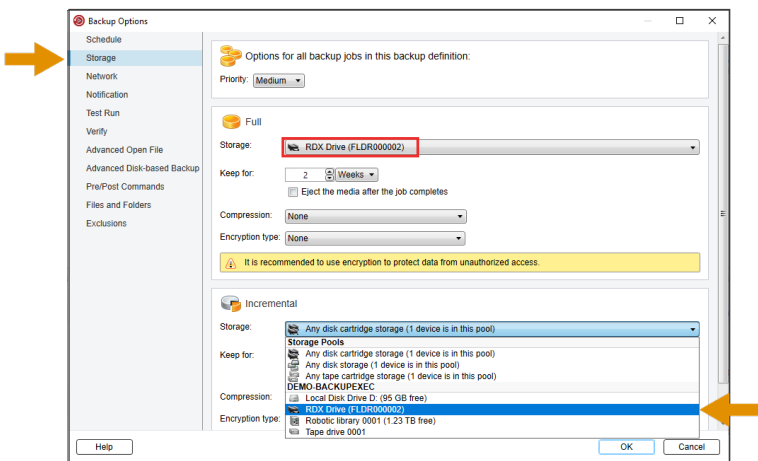 Backup Options
Schedule
Storage
Network
Notification
Test Run
Verify
Advanced Open File
Advanced Disk-based Backup
Pre/Post Commands
Files and Folders
Exclusions
Options for all backup jobs in this backup definition:
Priority: Medium
Full
Storage: RDX Drive (FLDR000002)
Keep for: 2 Weeks
Eject the media after the job completes
Compression: None
Encryption type: None
It is recommended to use encryption to protect data from unauthorized access.
Incremental
Storage: Any disk cartridge storage (1 device is in this pool)
Storage Pools
Keep for: Any disk cartridge storage (1 device is in this pool)
Any disk storage (1 device is in this pool)
Any tape cartridge storage (1 device is in this pool)
DEMO-BACKUPEXEC
Compression: Local Disk Drive D: (95 GB free)
RDX Drive (FLDR000002)
Encryption type: Robotic library 0001 (1.23 TB free)
Tape drive 0001
Help OK Cancel